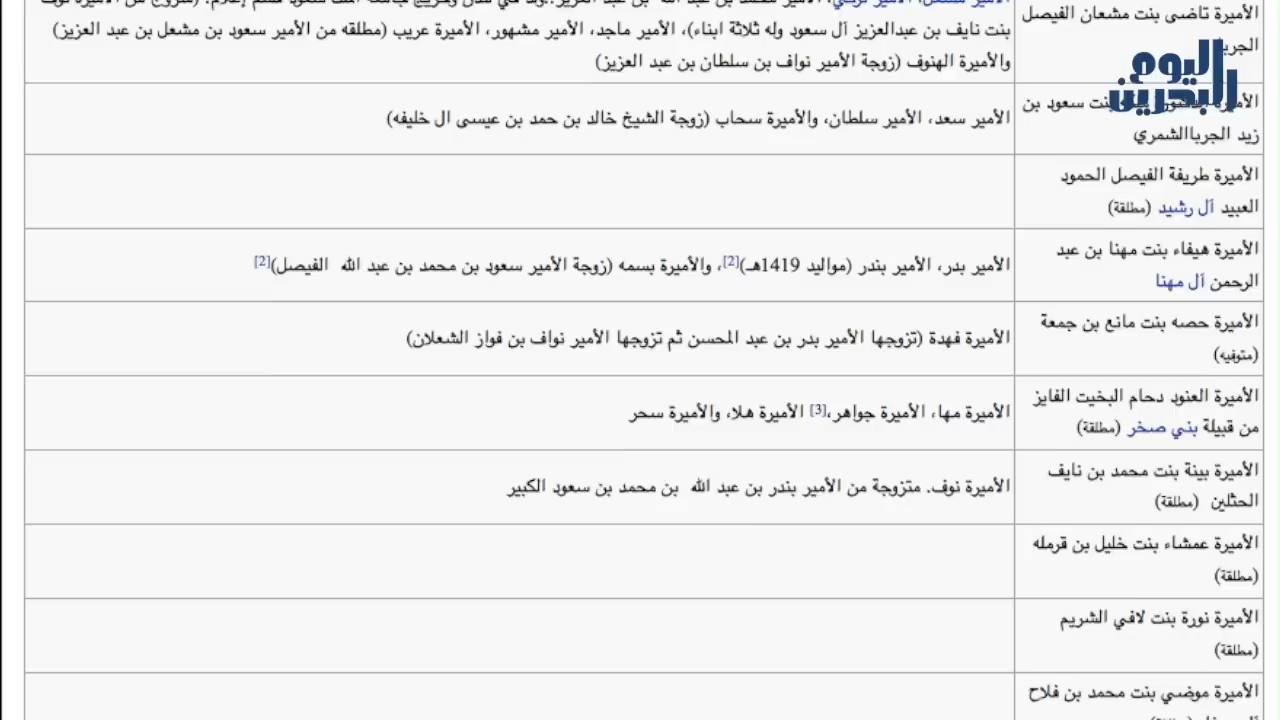 الأميرة تاضى بنت مشعان الفيصل
بنت نايف بن عبدالعزيز آل سعود وله ثلاثة ابناء)، الأمير ماجد، الأمير مشهور، الأميرة عريب (مطلقه من الأمير سعود بن مشعل بن عبد العزيز)
والأميرة الهنوف (زوجة الأمير نواف بن سلطان بن عبد العزيز)
اليوم
البحرين
بنت سعود بن
زيد الجرباالشمري
الأمير سعد، الأمير سلطان، والأميرة سحاب (زوجة الشيخ خالد بن حمد بن عيسى ال خليفه)
الأميرة طريفة الفيصل الحمود
العبيد آل رشيد (مطلقة)
الأميرة هيفاء بنت مهنا بن عبد
الرحمن آل مهنا
الأمير بدر، الأمير بندر (مواليد 1419هـ)[2]، والأميرة بسمه (زوجة الأمير سعود بن محمد بن عبد الله الفيصل)[2]
الأميرة حصه بنت مانع بن جمعة
(متوفيه)
الأميرة فهدة (تزوجها الأمير بدر بن عبد المحسن ثم تزوجها الأمير نواف بن فواز الشعلان)
الأميرة العنود دحام البخيت الفايز
من قبيلة بني صخر (مطلقة)
الأميرة مها، الأميرة جواهر،[3] الأميرة هلا، والأميرة سحر
الأميرة بينة بنت محمد بن نايف
الحثلين (مطلقة)
الأميرة نوف. متزوجة من الأمير بندر بن عبد الله بن محمد بن سعود الكبير
الأميرة عمشاء بنت خليل بن قرمله
(مطلقة)
الأميرة نورة بنت لافي الشريم
(مطلقة)
الأميرة موضي بنت محمد بن فلاح